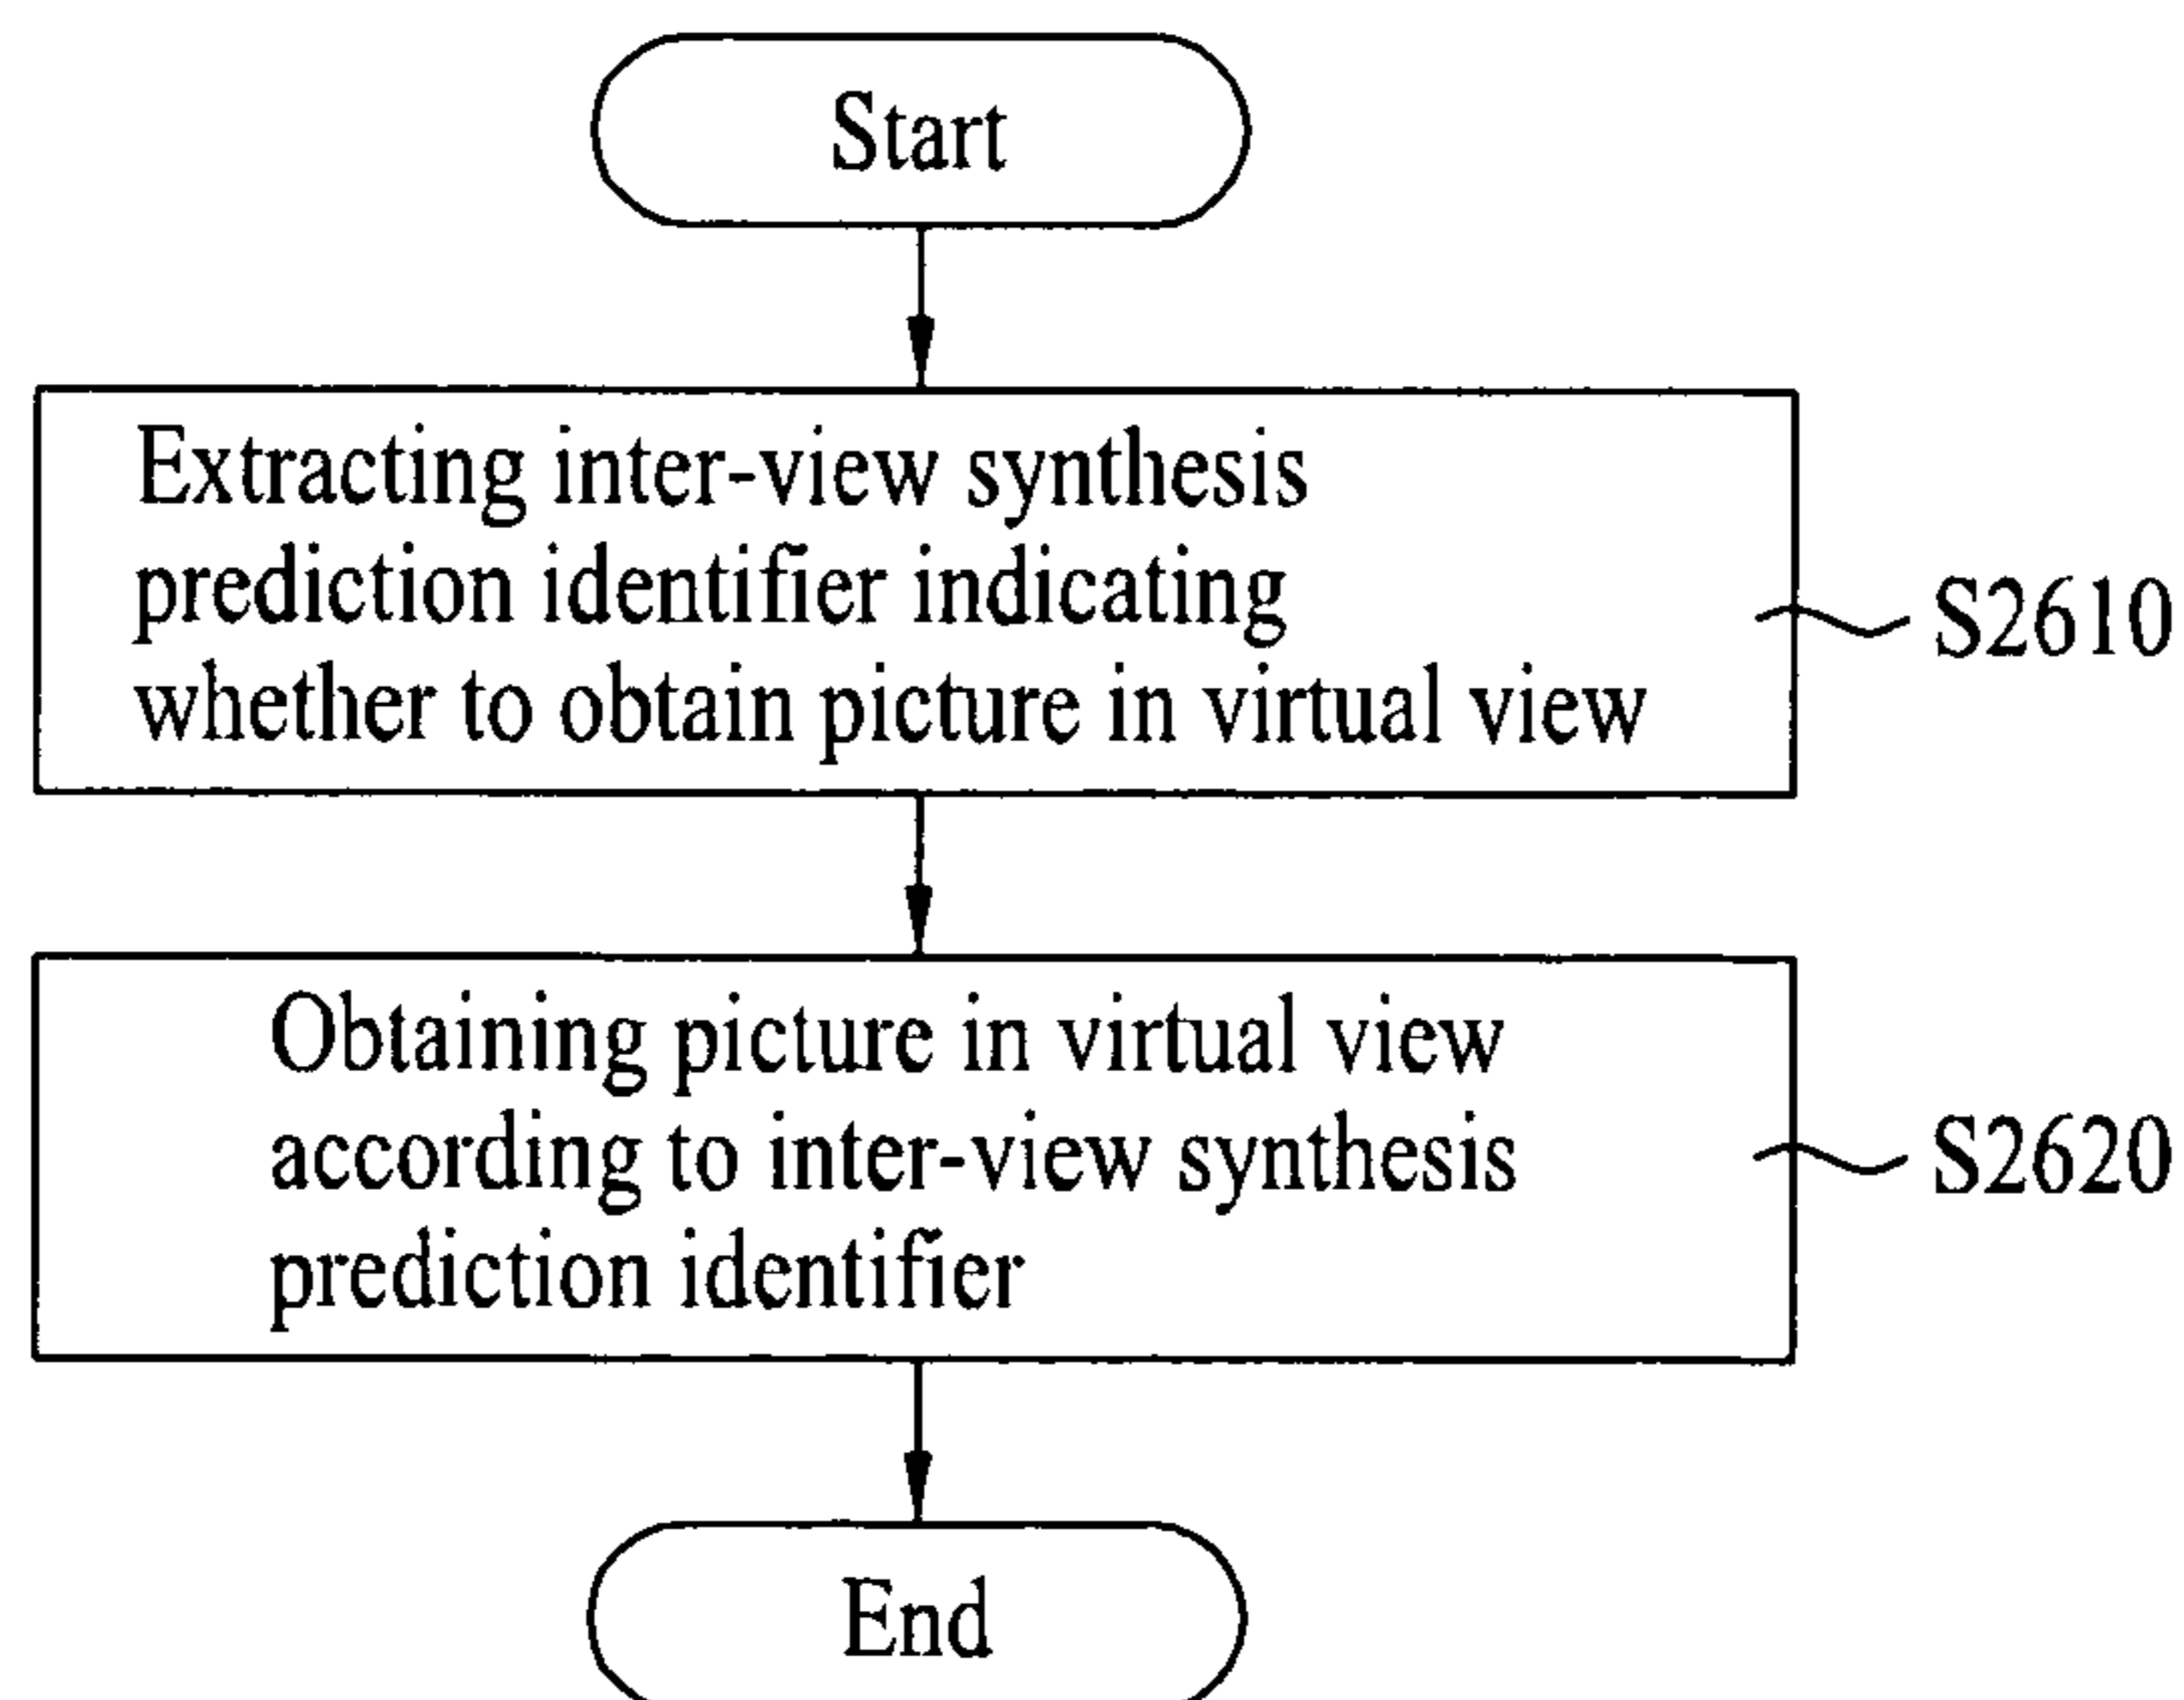 Start
Extracting inter-view synthesis
prediction identifier indicating
whether to obtain picture in virtual view
S2610
Obtaining picture in virtual view
according to inter-view synthesis
prediction identifier
S2620
End